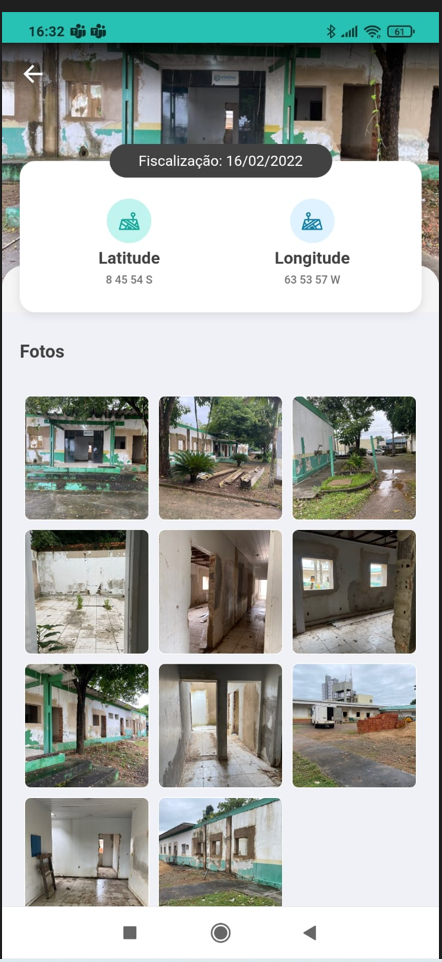 16:32
61
Fiscalização: 16/02/2022
Latitude
Longitude
8 45 54 S
63 53 57 W
Fotos